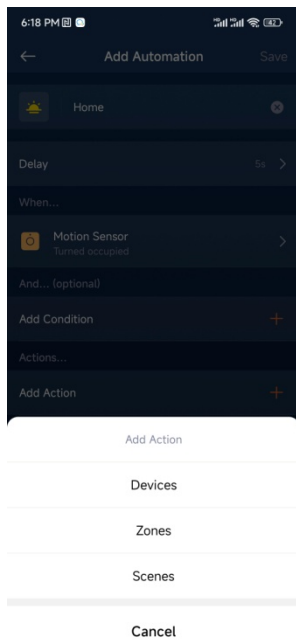 6:18 PM
42
Add Automation
Save
Home
Delay
5s
When...
Motion Sensor
Turned occupied
And... (optional)
Add Condition
Actions...
Add Action
Add Action
Devices
Zones
Scenes
Cancel